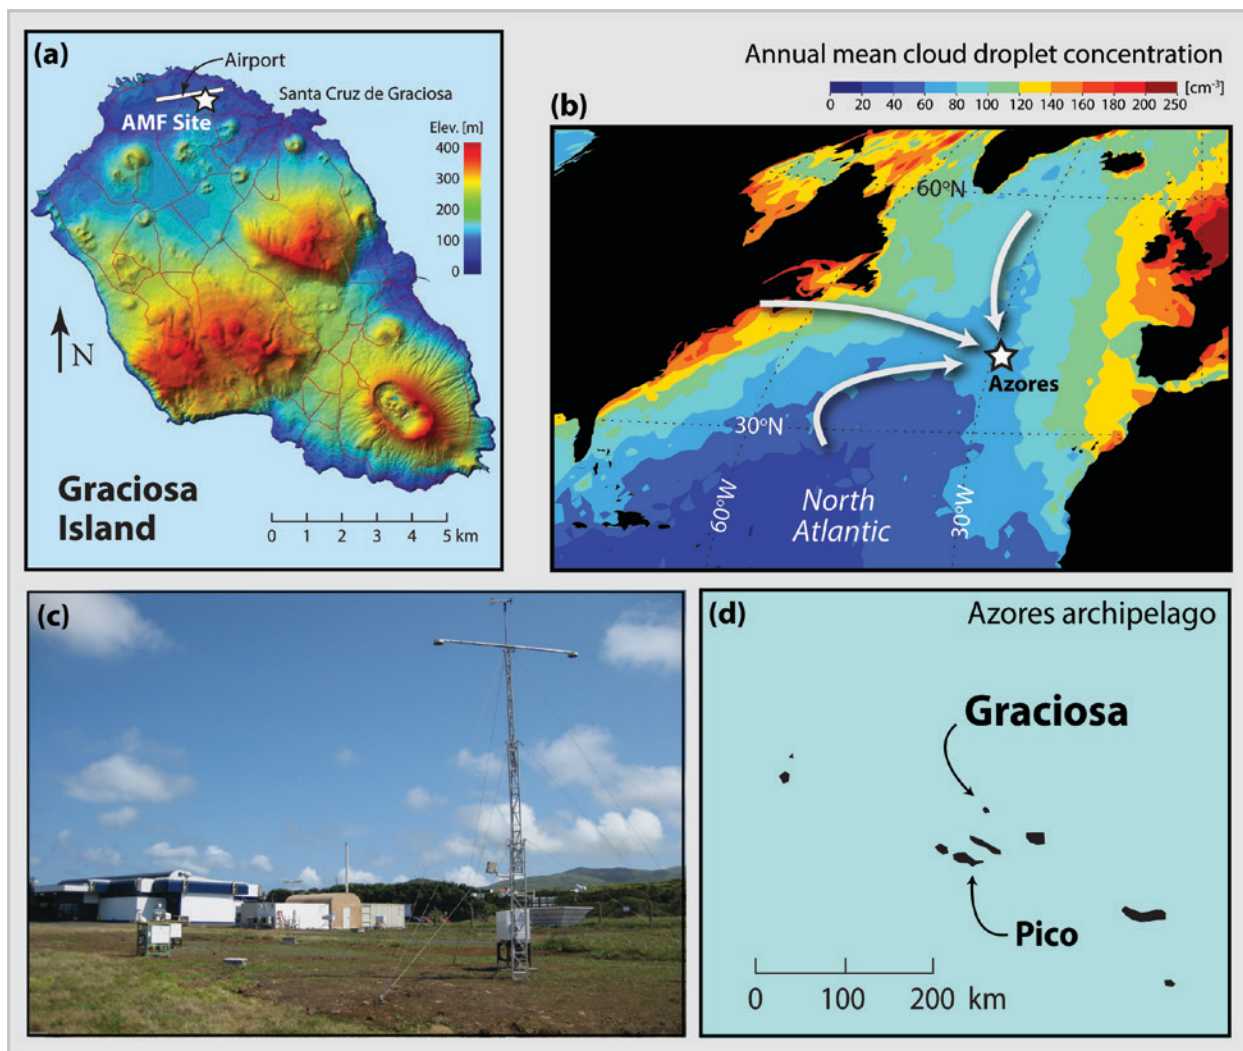 (a)
Airport
Santa Cruz de Graciosa
AMF Site
Elev. [m]
400
300
200
100
0
N
Graciosa
Island
0 1 2 3 4 5 km
Annual mean cloud droplet concentration
[cm⁻³]
0 20 40 60 80 100 120 140 160 200 250
(b)
60°N
Azores
30°N
60°W
North
Atlantic
30°W
(c)
(d)
Azores archipelago
Graciosa
Pico
0 100 200 km